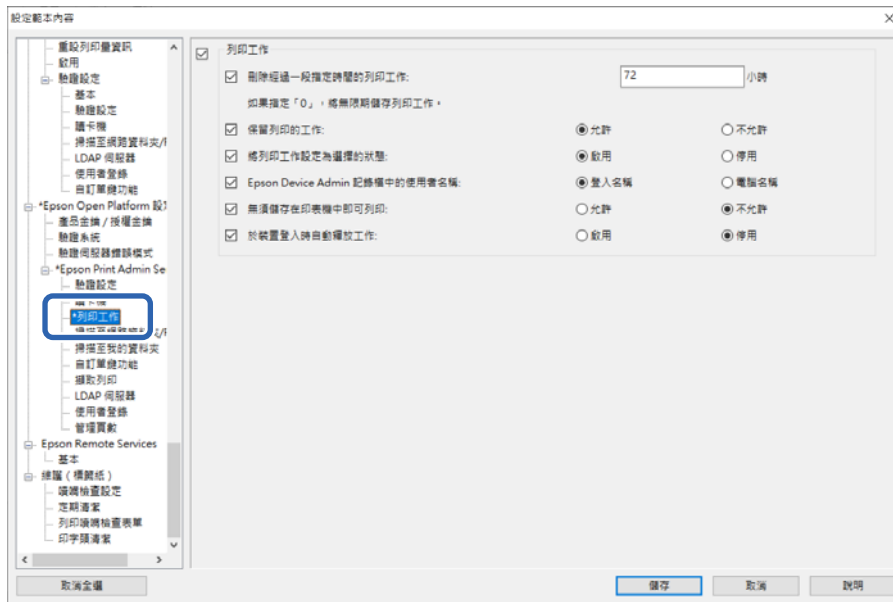 設定範本內容
重設列印量資訊
啟用
驗證設定
基本
驗證設定
讀卡機
掃描至網路資料夾/F
LDAP 伺服器
使用者登錄
自訂單鍵功能
*Epson Open Platform 設
產品金鑰 / 授權金鑰
驗證系統
驗證伺服器錯誤模式
*Epson Print Admin Se
驗證設定
讀卡機
*列印工作
掃描至網路資料夾/F
掃描至我的資料夾
自訂單鍵功能
擷取列印
LDAP 伺服器
使用者登錄
管理頁數
Epson Remote Services
基本
維護 ( 標籤紙 )
噴嘴檢查設定
定期清潔
列印噴嘴檢查表單
印字頭清潔
取消全選
列印工作
刪除經過一段指定時間的列印工作: 72 小時
如果指定「0」，將無限期儲存列印工作。
保留列印的工作: 允許 不允許
將列印工作設定為選擇的狀態: 啟用 停用
Epson Device Admin 記錄檔中的使用者名稱: 登入名稱 電腦名稱
無須儲存在印表機中即可列印: 允許 不允許
於裝置登入時自動釋放工作: 啟用 停用
儲存 取消 說明